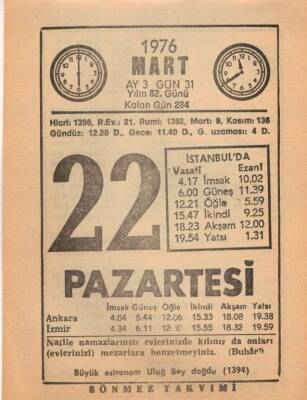 1976
MART
AY 3 GÜN 31
Yılın 82. Günü
Kalan Gün 284
Hicri: 1396, R.Ev.: 21, Rumi: 1392, Mart: 9, Kasım: 136
Gündüz: 12.20 D., Gece: 11.40 D., G. uzaması: 4 D.
22
İSTANBUL'DA
Vasati Ezani
4.17 İmsak 10.02
6.00 Güneş 11.39
12.21 Öğle 5.59
15.47 İkindi 9.25
18.23 Akşam 12.00
19.54 Yatsı 1.31
PAZARTESİ
İmsak Güneş Öğle İkindi Akşam Yatsı
Ankara 4.04 5.44 12.06 15.33 18.08 19.38
İzmir 4.34 6.11 15.55 18.32 19.59
Nafile namazlarınızı evlerinizde kılınız da onları
(evlerinizi) mezarlara benzetmeyiniz. (Buhârî
Büyük astronom Uluğ Bey doğdu (1394)
SÖNMEZ TAKVİMİ